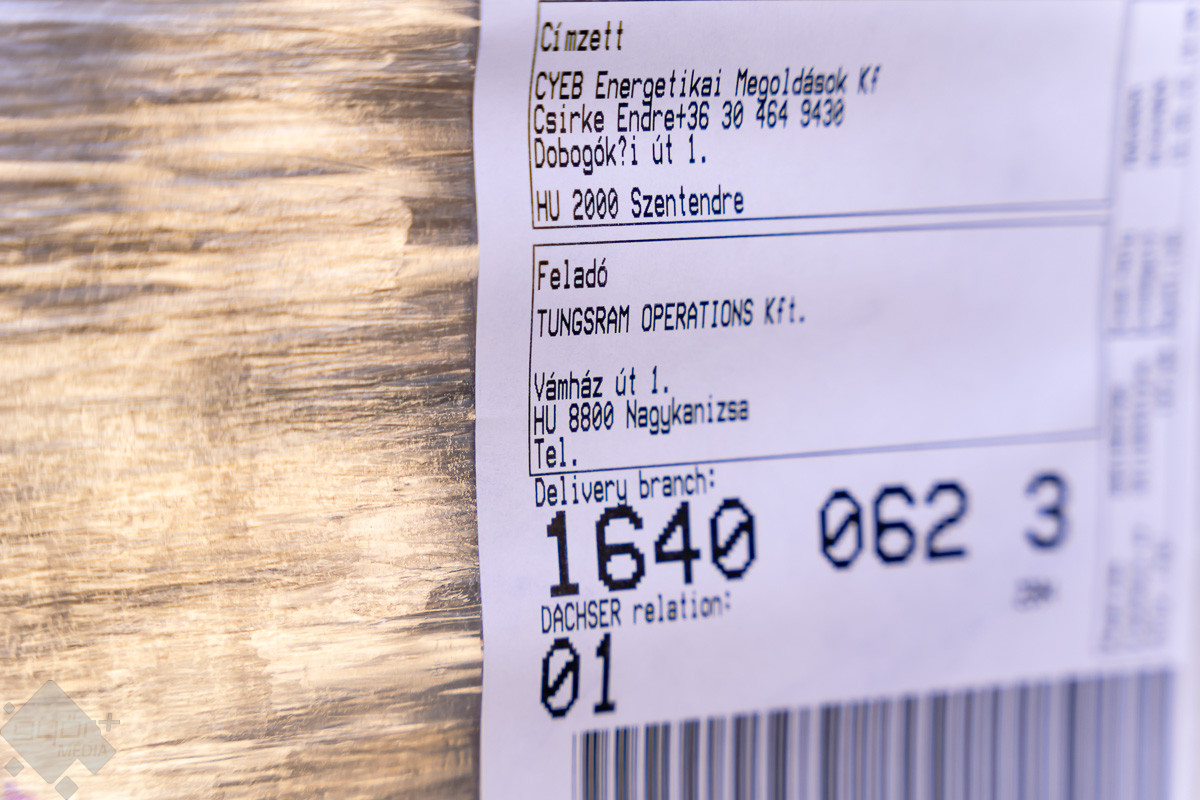 Címzett
CYEB Energetikai Megoldások Kf
Csirke Endre+36 30 464 9430
Dobogók?i út 1.
HU 2000 Szentendre
Feladó
TUNGSRAM OPERATIONS Kft.
Vámház út 1.
HU 8800 Nagykanizsa
Tel.
Delivery branch:
1640 062 3
DACHSER relation:
01
MEDIA